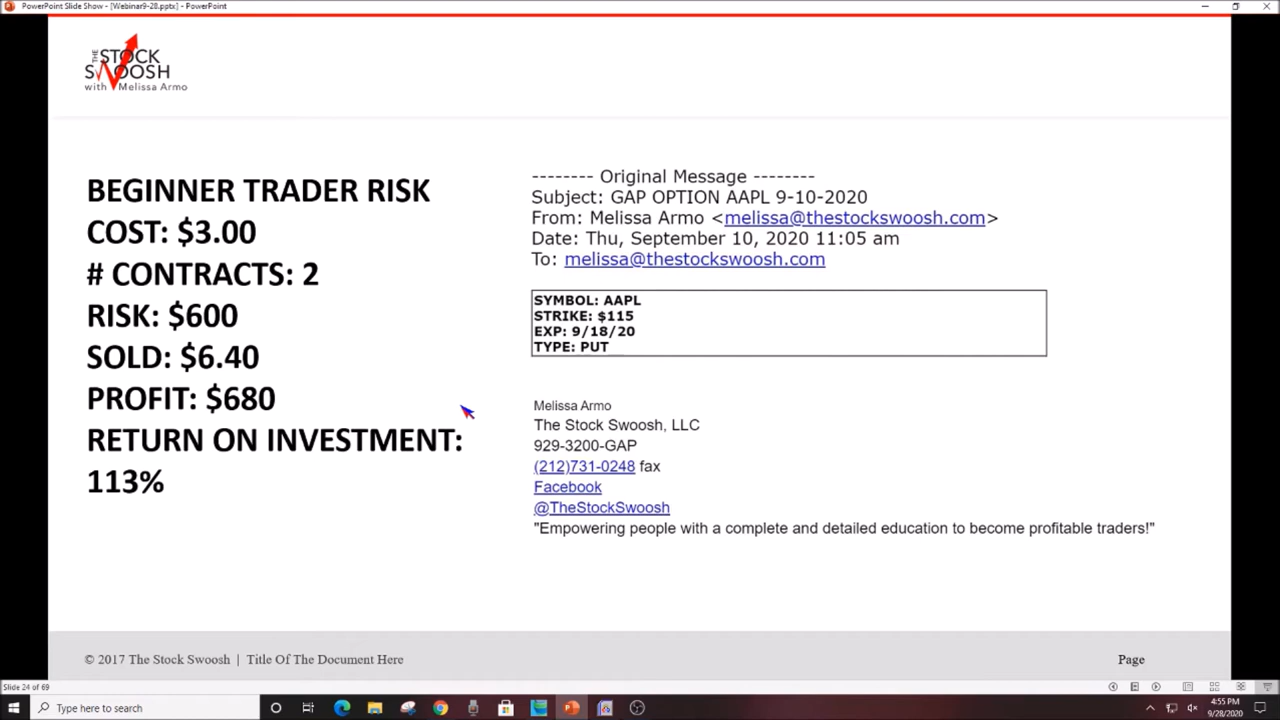 PowerPoint Slide Show - [Webinar9-28.pptx] - PowerPoint
THE STOCK
SWOOSH
with Melissa Armo
BEGINNER TRADER RISK
COST: $3.00
# CONTRACTS: 2
RISK: $600
SOLD: $6.40
PROFIT: $680
RETURN ON INVESTMENT:
113%
-------- Original Message --------
Subject: GAP OPTION AAPL 9-10-2020
From: Melissa Armo <melissa@thestockswoosh.com>
Date: Thu, September 10, 2020 11:05 am
To: melissa@thestockswoosh.com
SYMBOL: AAPL
STRIKE: $115
EXP: 9/18/20
TYPE: PUT
Melissa Armo
The Stock Swoosh, LLC
929-3200-GAP
(212)731-0248 fax
Facebook
@TheStockSwoosh
"Empowering people with a complete and detailed education to become profitable traders!"
© 2017 The Stock Swoosh | Title Of The Document Here
Page
Slide 24 of 69
Type here to search
4:55 PM
9/28/2020